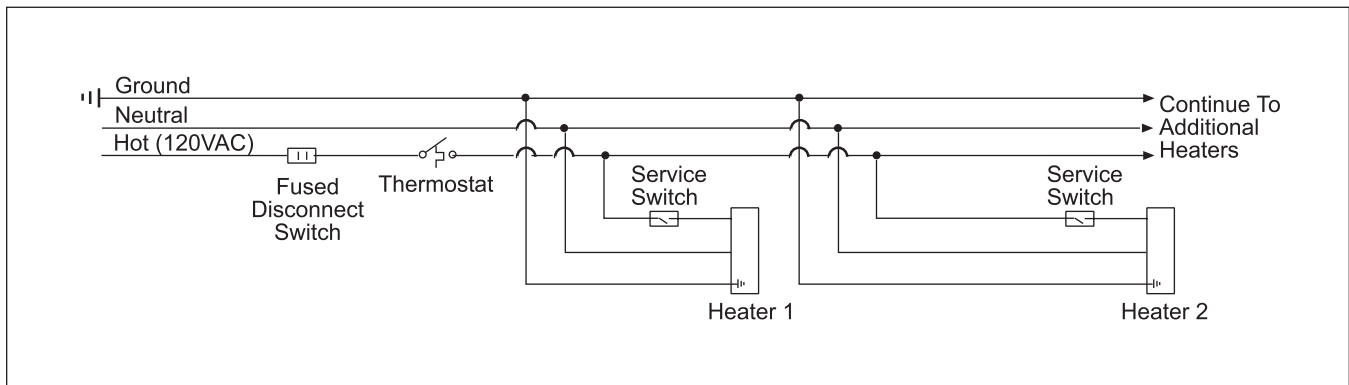 Ground
Neutral
Hot (120VAC)
Fused
Disconnect
Switch
Thermostat
Service
Switch
Heater 1
Service
Switch
Heater 2
Continue To
Additional
Heaters